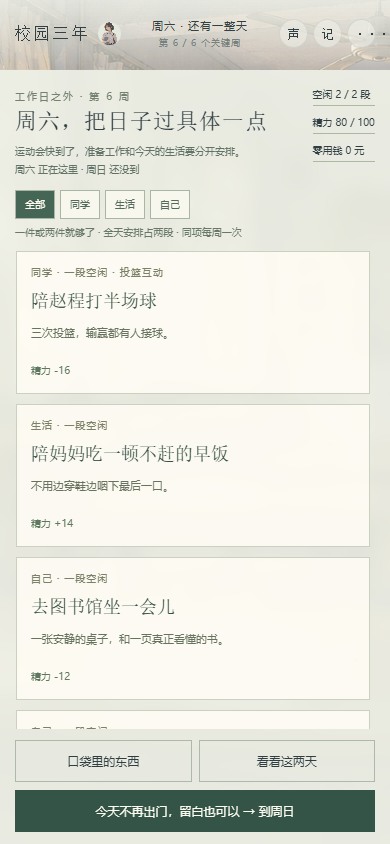 校园三年
周六 · 还有一整天
第 6 / 6 个关键周
声
记
···
工作日之外 · 第 6 周
周六，把日子过具体一点
运动会快到了，准备工作和今天的生活要分开安排。
周六 正在这里 · 周日 还没到
空闲 2 / 2 段
精力 80 / 100
零用钱 0 元
全部
同学
生活
自己
一件或两件就够了 · 全天安排占两段 · 同项每周一次
同学 · 一段空闲 · 投篮互动
陪赵程打半场球
三次投篮，输赢都有人接球。
精力 -16
生活 · 一段空闲
陪妈妈吃一顿不赶的早饭
不用边穿鞋边咽下最后一口。
精力 +14
自己 · 一段空闲
去图书馆坐一会儿
一张安静的桌子，和一页真正看懂的书。
精力 -12
口袋里的东西
看看这两天
今天不再出门，留白也可以 → 到周日